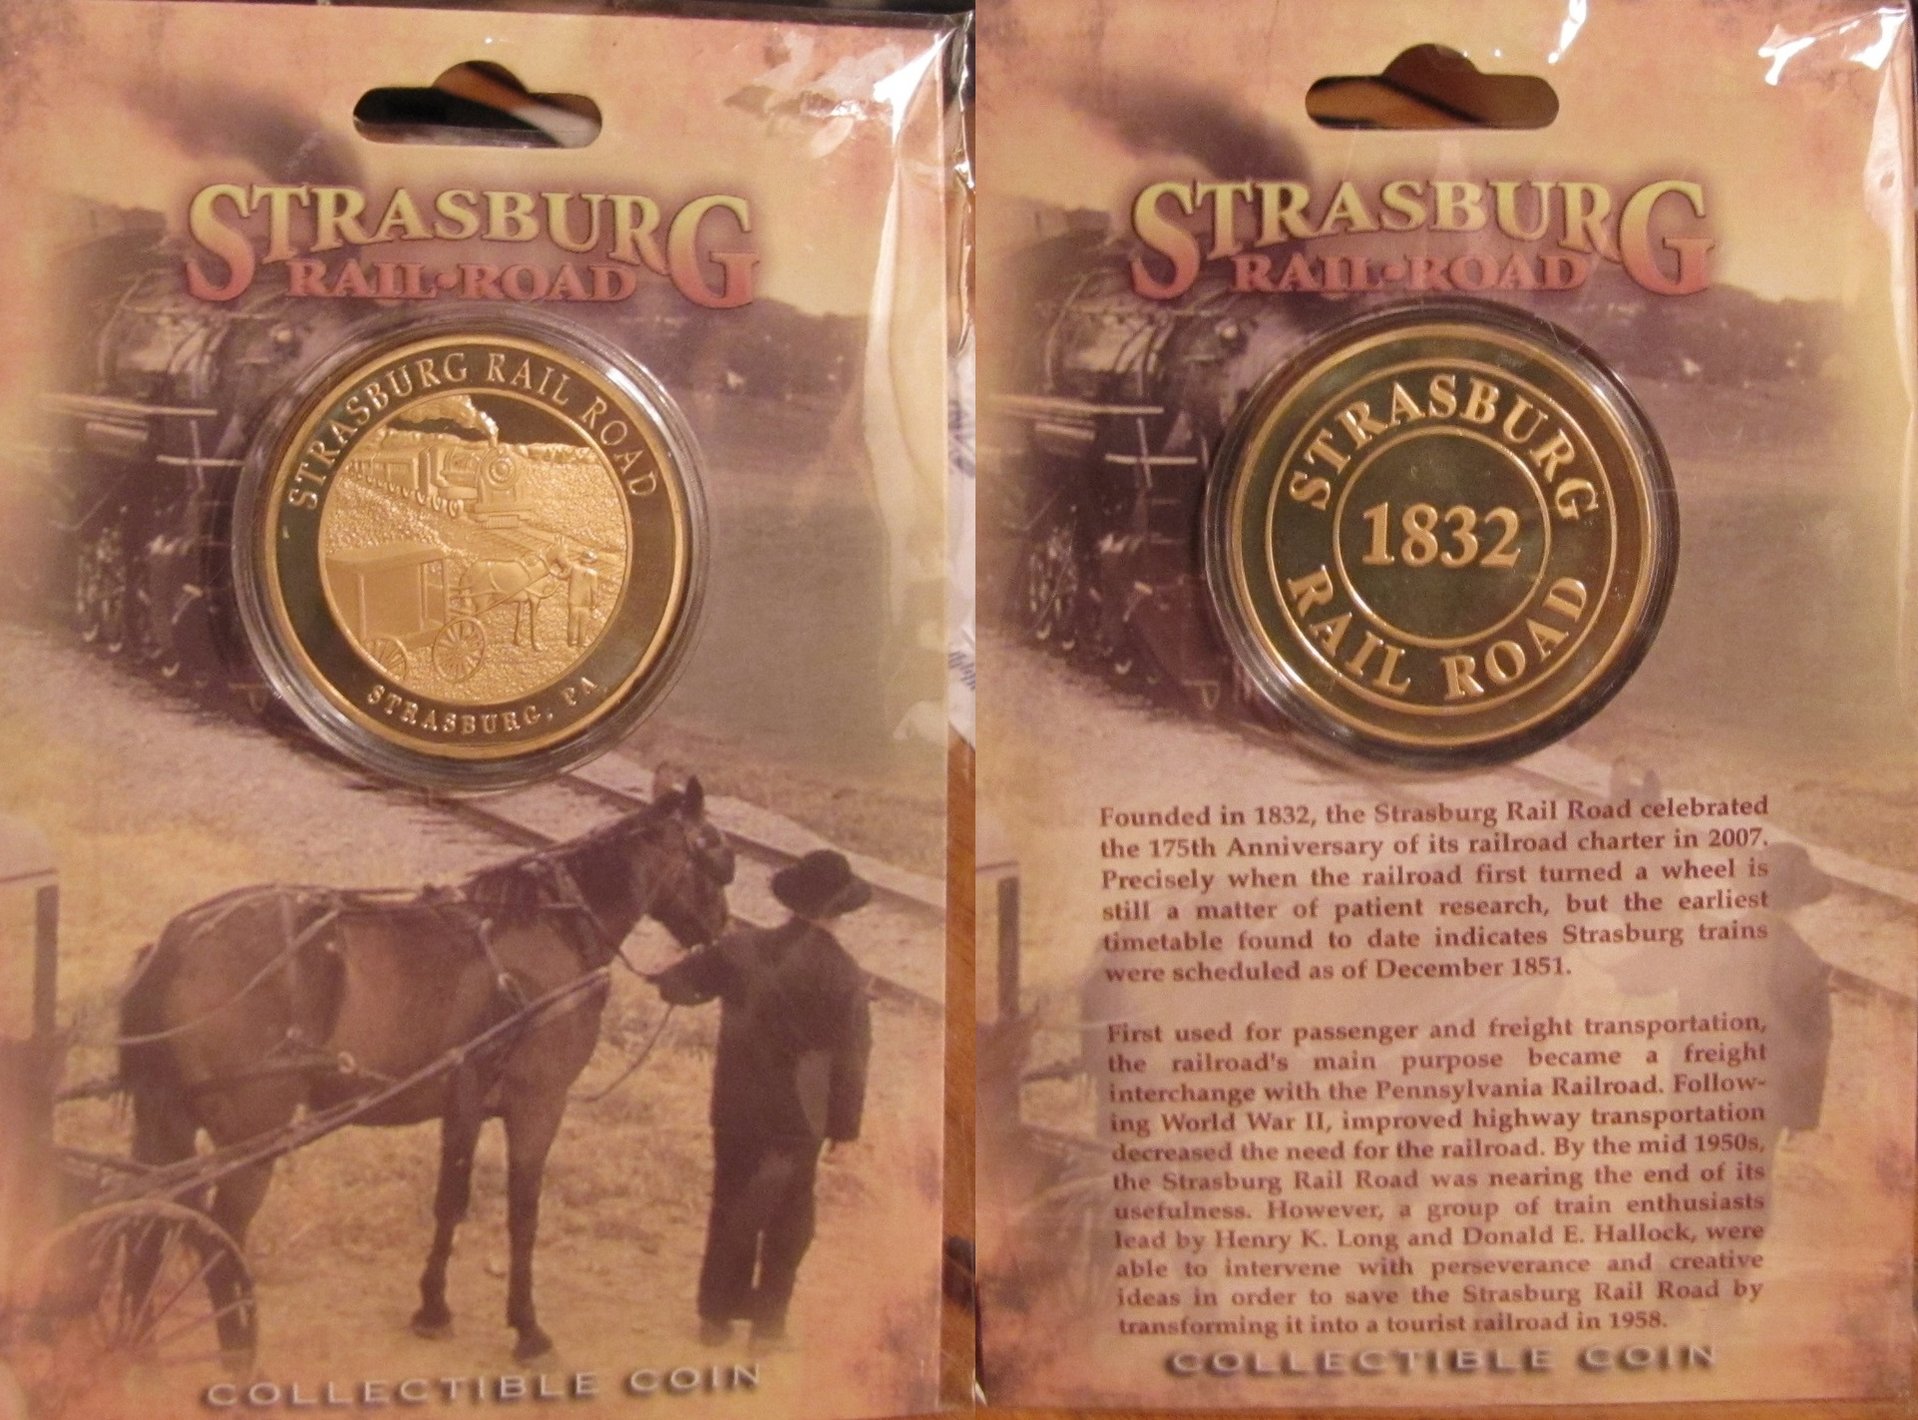 STRASBURG
RAIL•ROAD
STRASBURG RAIL ROAD
STRASBURG, PA
COLLECTIBLE COIN
STRASBURG
RAIL•ROAD
STRASBURG
1832
RAIL ROAD
Founded in 1832, the Strasburg Rail Road celebrated
the 175th Anniversary of its railroad charter in 2007.
Precisely when the railroad first turned a wheel is
still a matter of patient research, but the earliest
timetable found to date indicates Strasburg trains
were scheduled as of December 1851.
First used for passenger and freight transportation,
the railroad's main purpose became a freight
interchange with the Pennsylvania Railroad. Follow-
ing World War II, improved highway transportation
decreased the need for the railroad. By the mid 1950s,
the Strasburg Rail Road was nearing the end of its
usefulness. However, a group of train enthusiasts
lead by Henry K. Long and Donald E. Hallock, were
able to intervene with perseverance and creative
ideas in order to save the Strasburg Rail Road by
transforming it into a tourist railroad in 1958.
COLLECTIBLE COIN